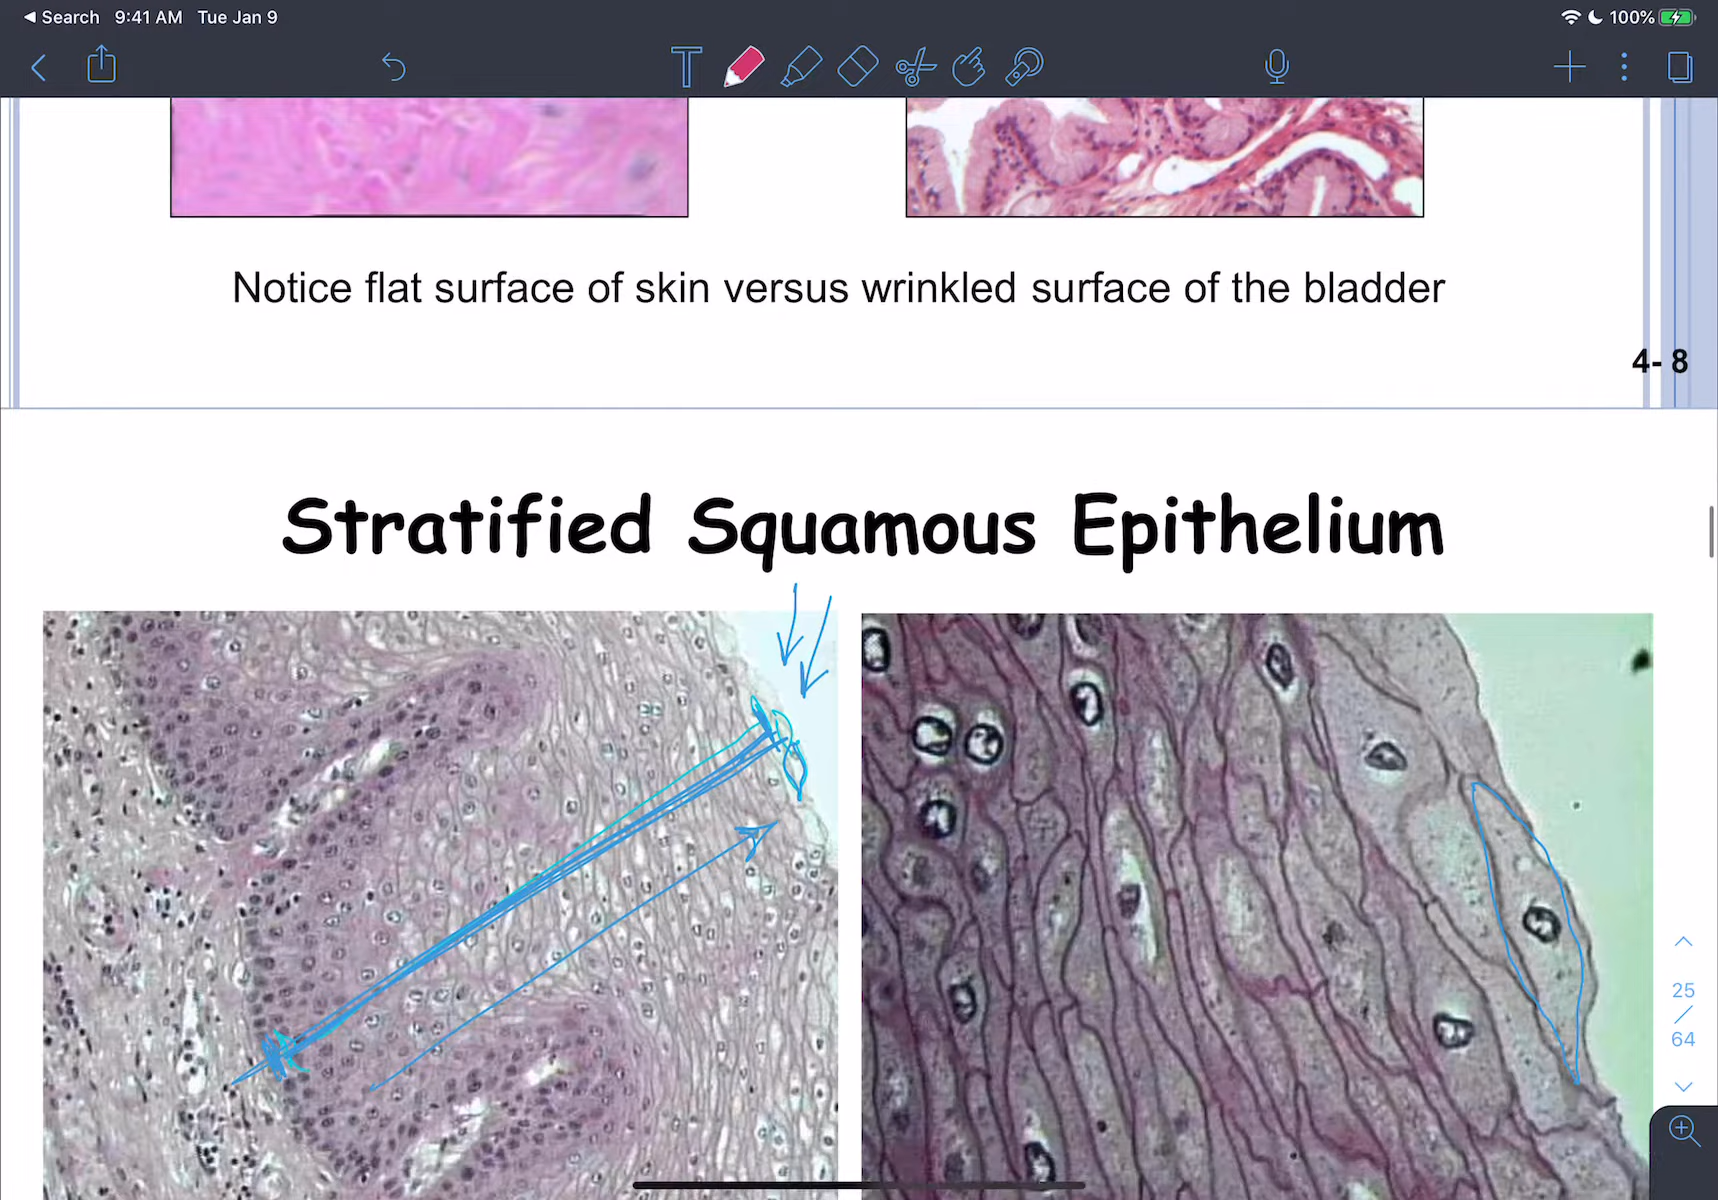 Search 9:41 AM Tue Jan 9 100%
T
Notice flat surface of skin versus wrinkled surface of the bladder
4- 8
Stratified Squamous Epithelium
25
/
64